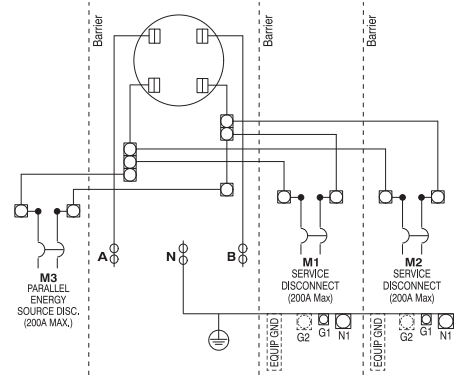 Barrier
Barrier
Barrier
A
N
B
M1
SERVICE
DISCONNECT
(200A Max)
M2
SERVICE
DISCONNECT
(200A Max)
M3
PARALLEL
ENERGY
SOURCE DISC.
(200A MAX,)
EQUIP GND
G2
G1
N1
EQUIP GND
G2
G1
N1